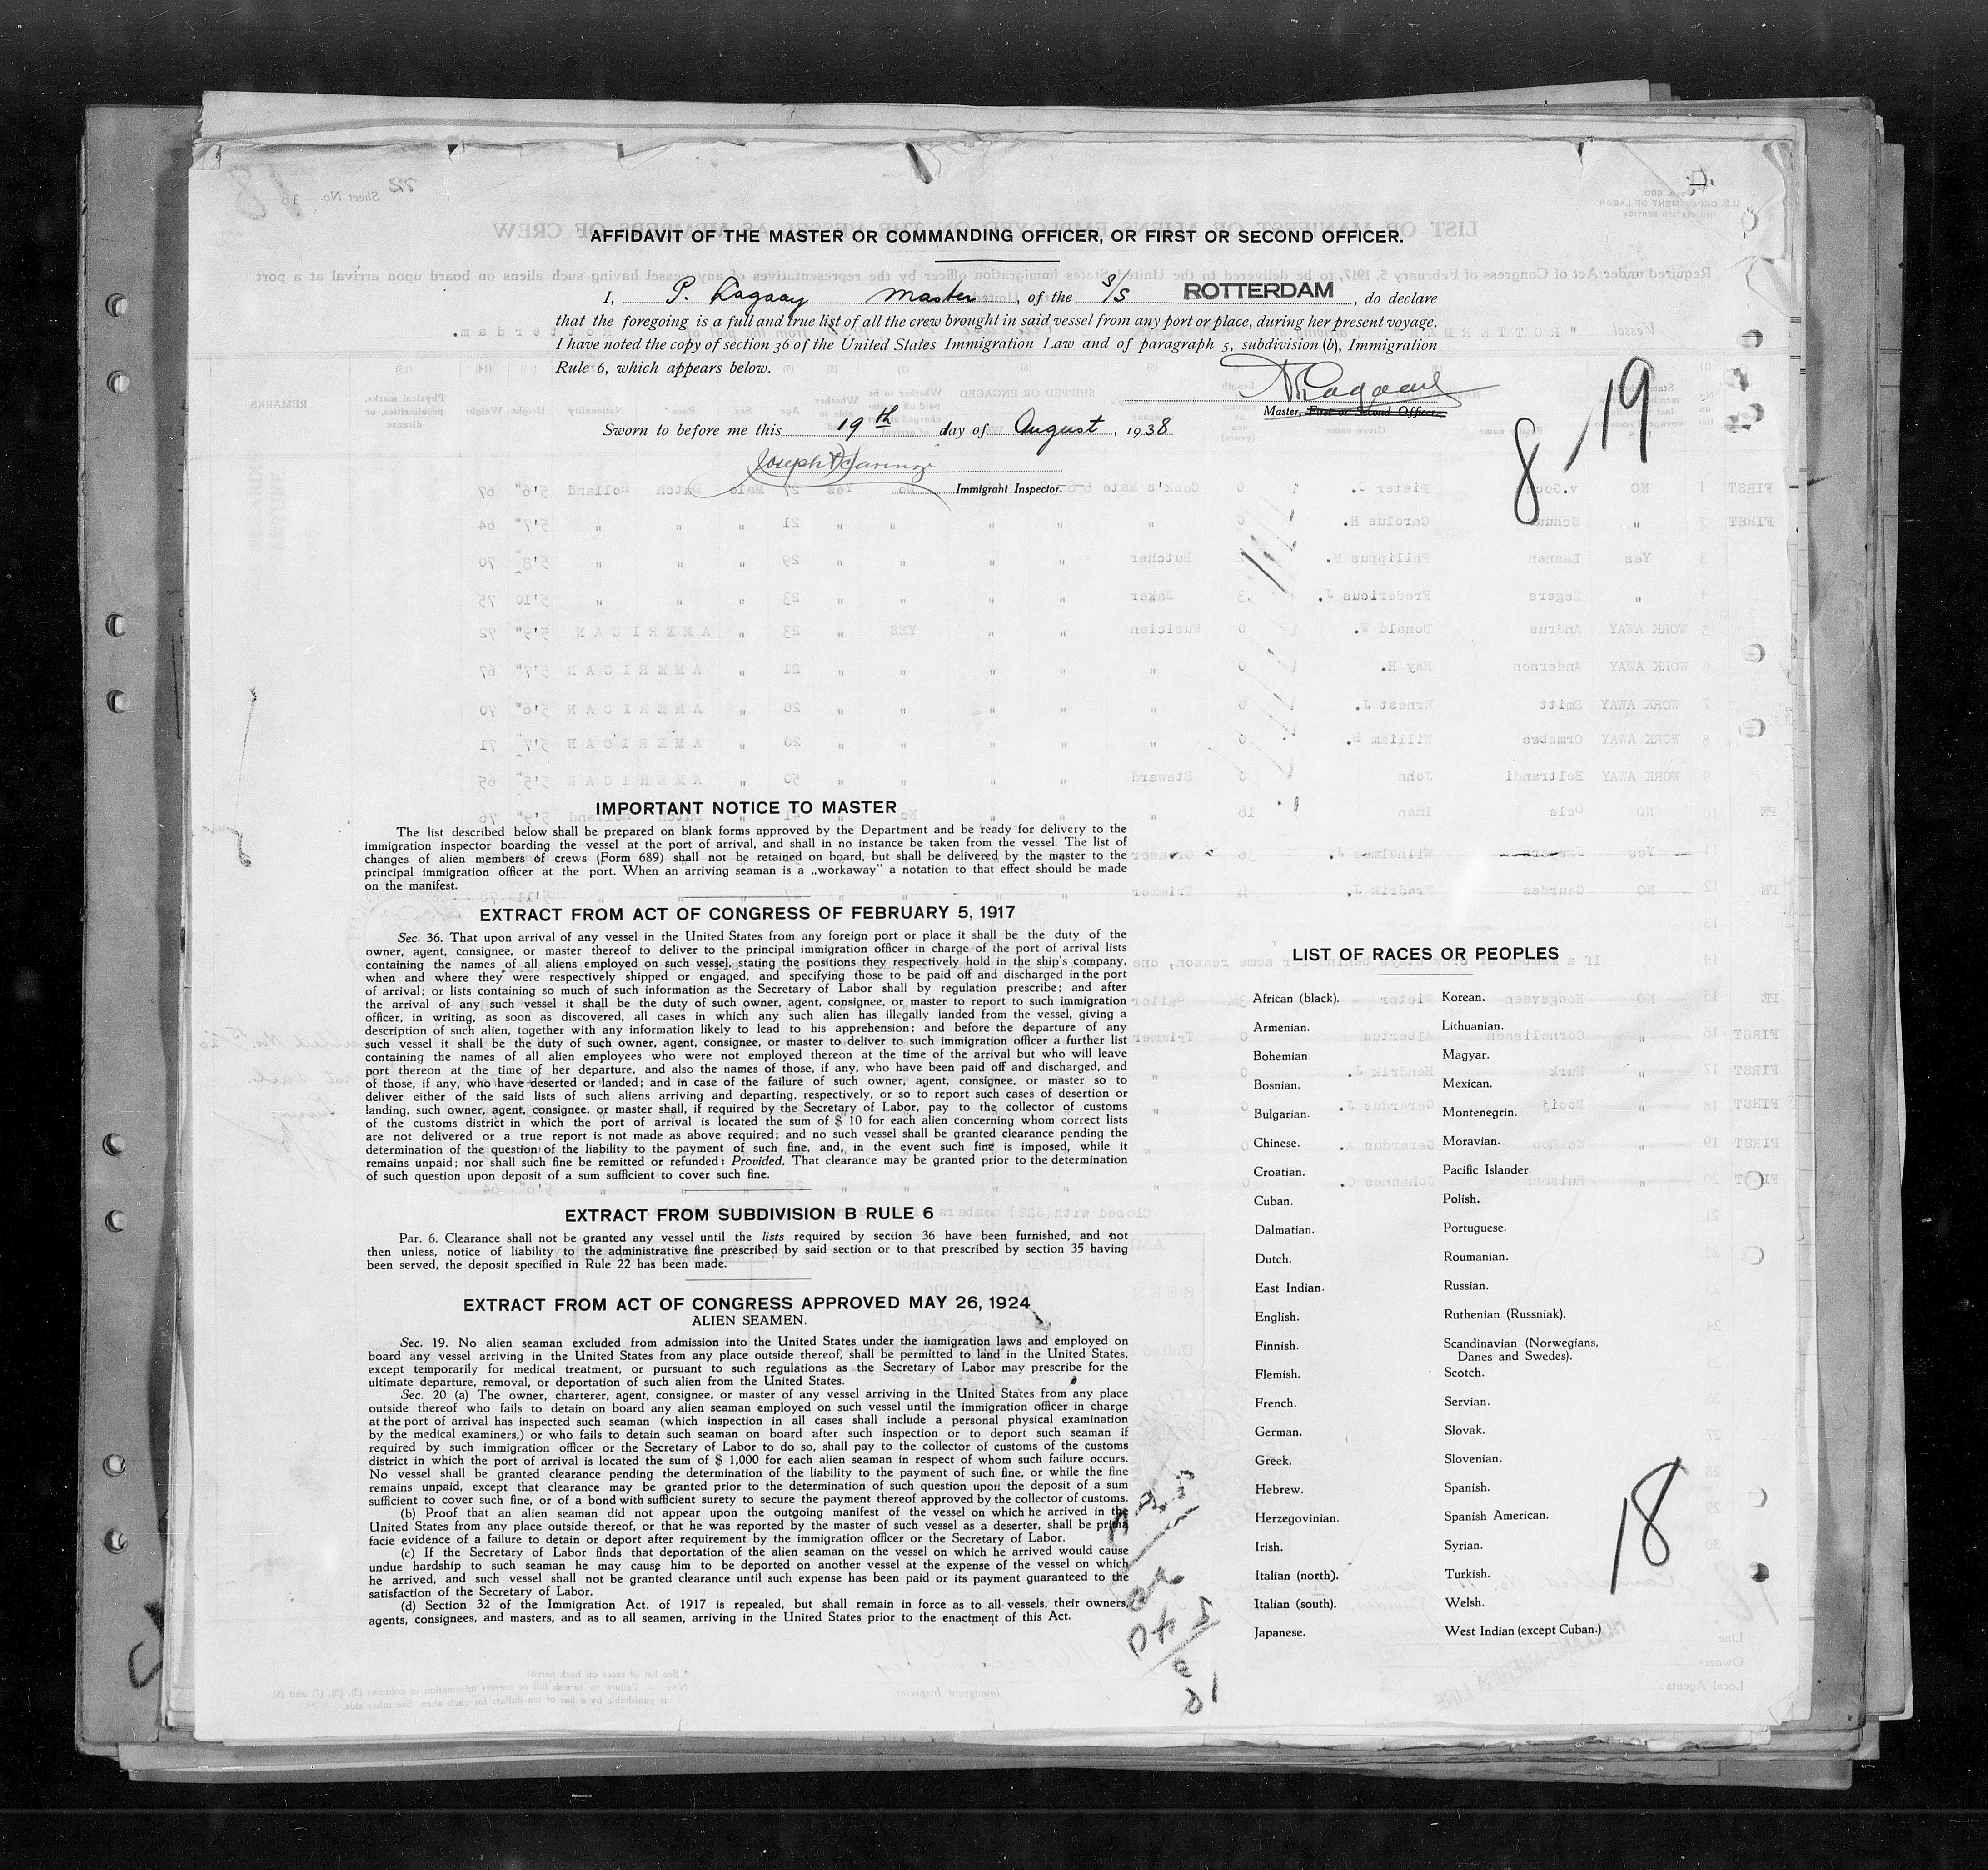 AFFIDAVIT OF THE MASTER OR COMMANDING OFFICER, OR FIRST OR SECOND OFFICER.
I, P. Lagaay Master, of the S/S ROTTERDAM, do declare
that the foregoing is a full and true list of all the crew brought in said vessel from any port or place, during her present voyage.
I have noted the copy of section 36 of the United States Immigration Law and of paragraph 5, subdivision (b), Immigration
Rule 6, which appears below.
Master, First or Second Officer.
Sworn to before me this 19th day of August, 1938
Immigrant Inspector.
8/19
IMPORTANT NOTICE TO MASTER
The list described below shall be prepared on blank forms approved by the Department and be ready for delivery to the
immigration inspector boarding the vessel at the port of arrival, and shall in no instance be taken from the vessel. The list of
changes of alien members of crews (Form 689) shall not be retained on board, but shall be delivered by the master to the
principal immigration officer at the port. When an arriving seaman is a „workaway" a notation to that effect should be made
on the manifest.
EXTRACT FROM ACT OF CONGRESS OF FEBRUARY 5, 1917
Sec. 36. That upon arrival of any vessel in the United States from any foreign port or place it shall be the duty of the
owner, agent, consignee, or master thereof to deliver to the principal immigration officer in charge of the port of arrival lists
containing the names of all aliens employed on such vessel, stating the positions they respectively hold in the ship's company,
when and where they were respectively shipped or engaged, and specifying those to be paid off and discharged in the port
of arrival; or lists containing so much of such information as the Secretary of Labor shall by regulation prescribe; and after
the arrival of any such vessel it shall be the duty of such owner, agent, consignee, or master to report to such immigration
officer, in writing, as soon as discovered, all cases in which any such alien has illegally landed from the vessel, giving a
description of such alien, together with any information likely to lead to his apprehension; and before the departure of any
such vessel it shall be the duty of such owner, agent, consignee, or master to deliver to such immigration officer a further list
containing the names of all alien employees who were not employed thereon at the time of the arrival but who will leave
port thereon at the time of her departure, and also the names of those, if any, who have been paid off and discharged, and
of those, if any, who have deserted or landed; and in case of the failure of such owner, agent, consignee, or master so to
deliver either of the said lists of such aliens arriving and departing, respectively, or so to report such cases of desertion or
landing, such owner, agent, consignee, or master shall, if required by the Secretary of Labor, pay to the collector of customs
of the customs district in which the port of arrival is located the sum of $ 10 for each alien concerning whom correct lists
are not delivered or a true report is not made as above required; and no such vessel shall be granted clearance pending the
determination of the question of the liability to the payment of such fine, and, in the event such fine is imposed, while it
remains unpaid; nor shall such fine be remitted or refunded: Provided, That clearance may be granted prior to the determination
of such question upon deposit of a sum sufficient to cover such fine.
EXTRACT FROM SUBDIVISION B RULE 6
Par. 6. Clearance shall not be granted any vessel until the lists required by section 36 have been furnished, and not
then unless, notice of liability to the administrative fine prescribed by said section or to that prescribed by section 35 having
been served, the deposit specified in Rule 22 has been made.
EXTRACT FROM ACT OF CONGRESS APPROVED MAY 26, 1924
ALIEN SEAMEN.
Sec. 19. No alien seaman excluded from admission into the United States under the immigration laws and employed on
board any vessel arriving in the United States from any place outside thereof, shall be permitted to land in the United States,
except temporarily for medical treatment, or pursuant to such regulations as the Secretary of Labor may prescribe for the
ultimate departure, removal, or deportation of such alien from the United States.
Sec. 20 (a) The owner, charterer, agent, consignee, or master of any vessel arriving in the United States from any place
outside thereof who fails to detain on board any alien seaman employed on such vessel until the immigration officer in charge
at the port of arrival has inspected such seaman (which inspection in all cases shall include a personal physical examination
by the medical examiners,) or who fails to detain such seaman on board after such inspection or to deport such seaman if
required by such immigration officer or the Secretary of Labor to do so, shall pay to the collector of customs of the customs
district in which the port of arrival is located the sum of $ 1,000 for each alien seaman in respect of whom such failure occurs.
No vessel shall be granted clearance pending the determination of the liability to the payment of such fine, or while the fine
remains unpaid, except that clearance may be granted prior to the determination of such question upon the deposit of a sum
sufficient to cover such fine, or of a bond with sufficient surety to secure the payment thereof approved by the collector of customs.
(b) Proof that an alien seaman did not appear upon the outgoing manifest of the vessel on which he arrived in the
United States from any place outside thereof, or that he was reported by the master of such vessel as a deserter, shall be prima
facie evidence of a failure to detain or deport after requirement by the immigration officer or the Secretary of Labor.
(c) If the Secretary of Labor finds that deportation of the alien seaman on the vessel on which he arrived would cause
undue hardship to such seaman he may cause him to be deported on another vessel at the expense of the vessel on which
he arrived, and such vessel shall not be granted clearance until such expense has been paid or its payment guaranteed to the
satisfaction of the Secretary of Labor.
(d) Section 32 of the Immigration Act. of 1917 is repealed, but shall remain in force as to all vessels, their owners,
agents, consignees, and masters, and as to all seamen, arriving in the United States prior to the enactment of this Act.
LIST OF RACES OR PEOPLES
African (black).
Armenian.
Bohemian.
Bosnian.
Bulgarian.
Chinese.
Croatian.
Cuban.
Dalmatian.
Dutch.
East Indian.
English.
Finnish.
Flemish.
French.
German.
Greek.
Hebrew.
Herzegovinian.
Irish.
Italian (north).
Italian (south).
Japanese.
Korean.
Lithuanian.
Magyar.
Mexican.
Montenegrin.
Moravian.
Pacific Islander.
Polish.
Portuguese.
Roumanian.
Russian.
Ruthenian (Russniak).
Scandinavian (Norwegians,
Danes and Swedes).
Scotch.
Servian.
Slovak.
Slovenian.
Spanish.
Spanish American.
Syrian.
Turkish.
Welsh.
West Indian (except Cuban.)
18